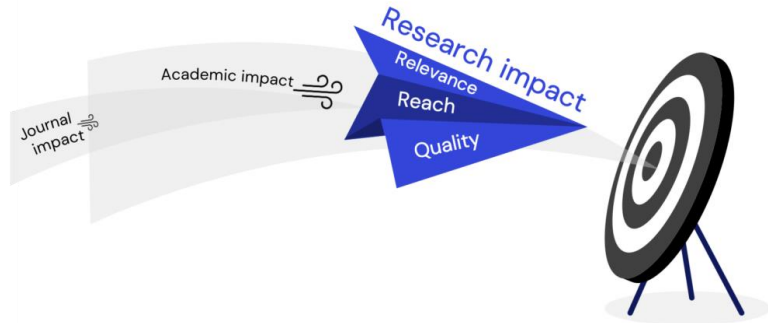 Journal
impact
Academic impact
Research impact
Relevance
Reach
Quality